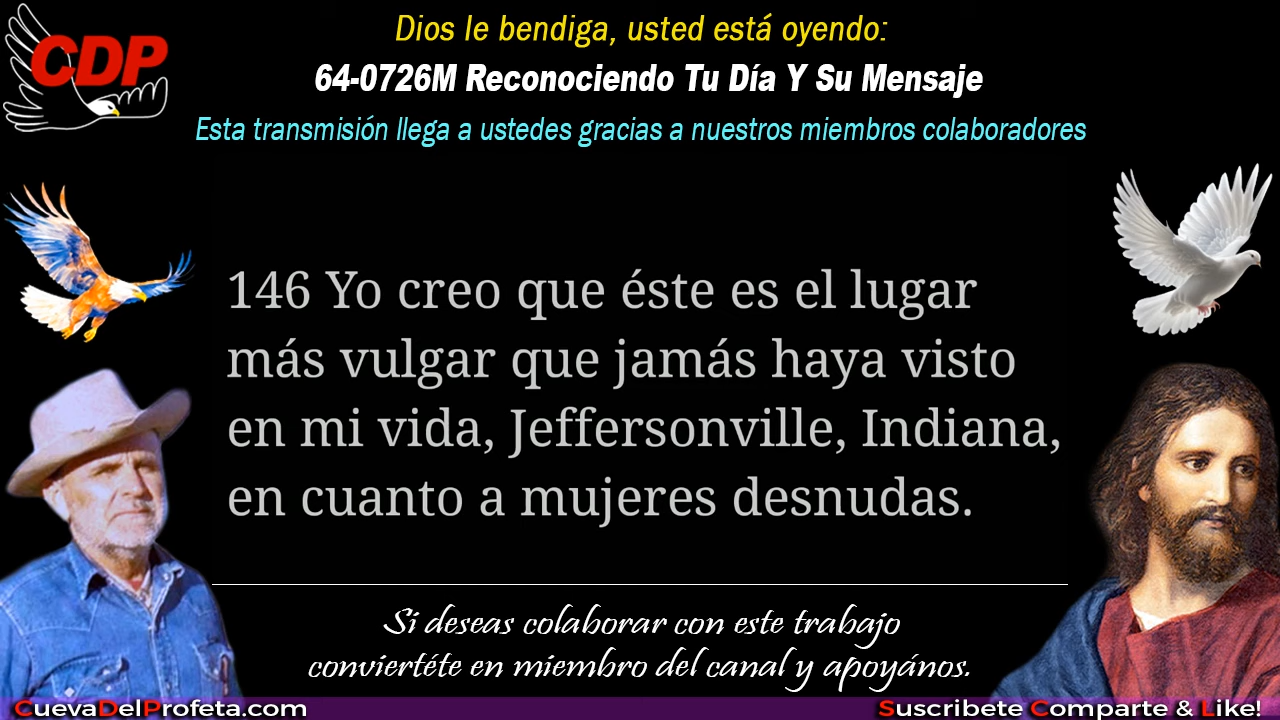 CDP
Dios le bendiga, usted está oyendo:
64-0726M Reconociendo Tu Día Y Su Mensaje
Esta transmisión llega a ustedes gracias a nuestros miembros colaboradores
146 Yo creo que éste es el lugar
más vulgar que jamás haya visto
en mi vida, Jeffersonville, Indiana,
en cuanto a mujeres desnudas.
Si deseas colaborar con este trabajo
conviertéte en miembro del canal y apoyános.
CuevaDelProfeta.com
Suscribete Comparte & Like!